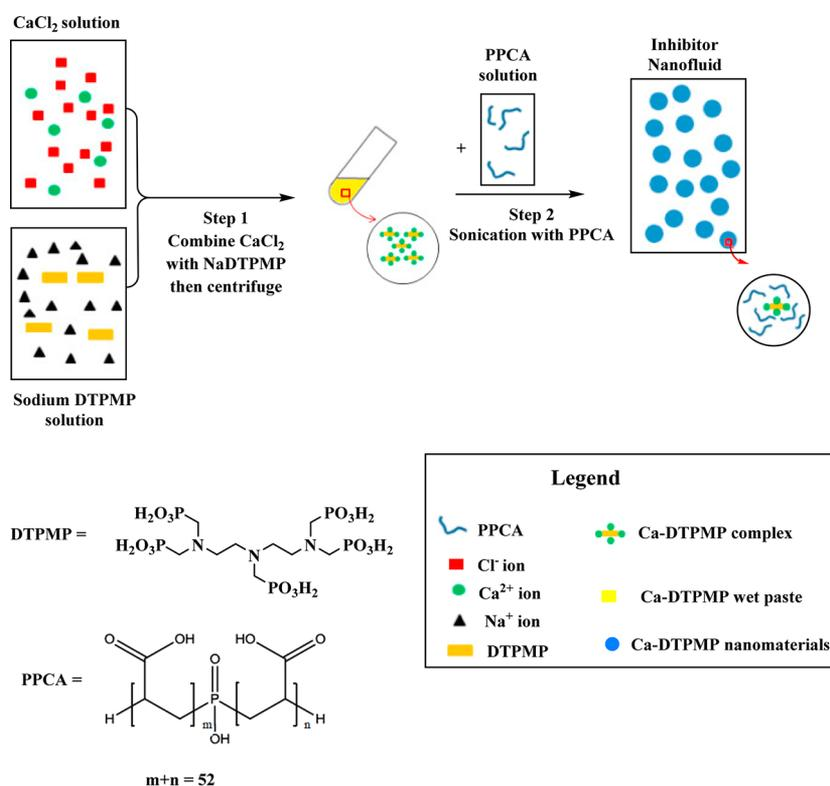 CaCl2 solution
PPCA
solution
Inhibitor
Nanofluid
+
Step 1
Combine CaCl2
with NaDTPMP
then centrifuge
Step 2
Sonication with PPCA
Sodium DTPMP
solution
DTPMP =
H2O3P
PO3H2
H2O3P
N
N
N
PO3H2
PO3H2
PPCA =
O
OH
HO
O
O
P
H
m
n
H
OH
m+n = 52
Legend
PPCA
Cl- ion
Ca2+ ion
Na+ ion
DTPMP
Ca-DTPMP complex
Ca-DTPMP wet paste
Ca-DTPMP nanomaterials